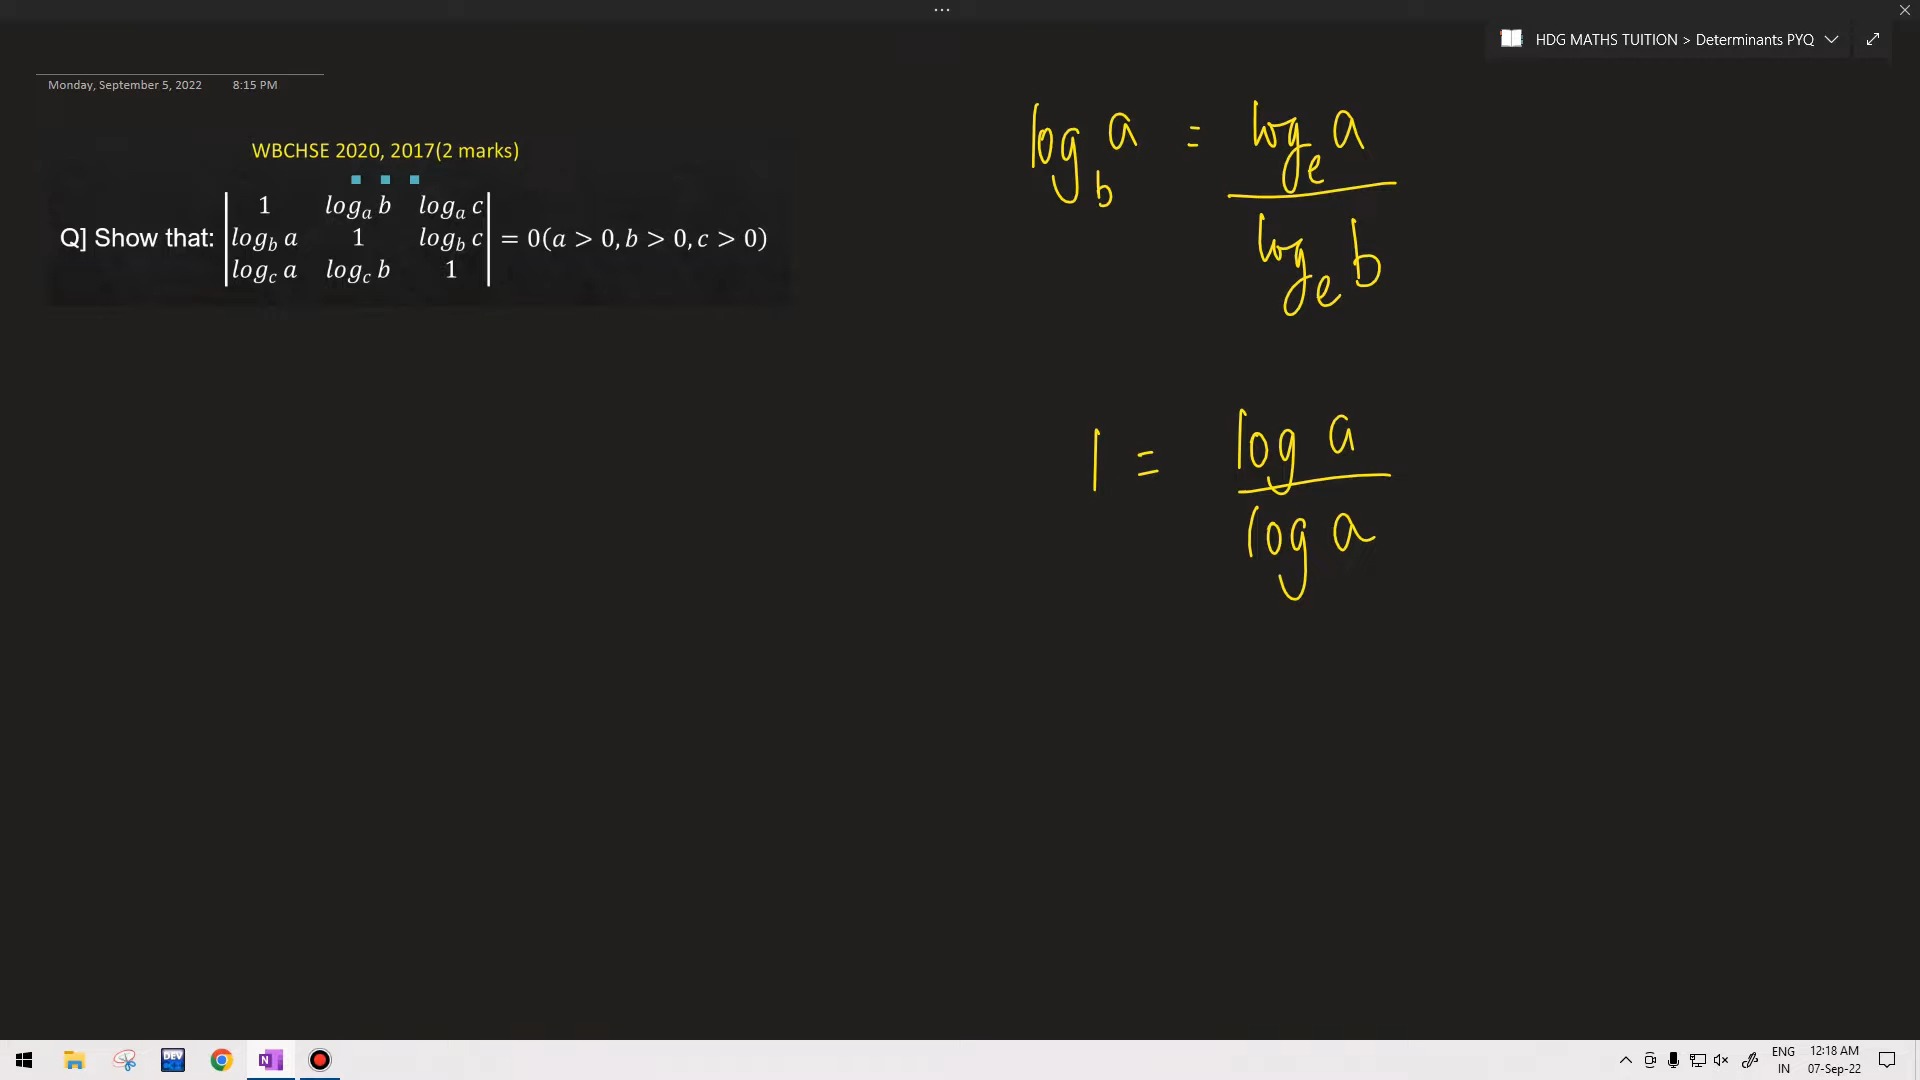 HDG MATHS TUITION > Determinants PYQ
Monday, September 5, 2022 8:15 PM
WBCHSE 2020, 2017(2 marks)
1 log_a b log_a c
Q] Show that: log_b a 1 log_b c = 0(a > 0, b > 0, c > 0)
log_c a log_c b 1
log_b a = log_e a / log_e b
1 = log a / log a
DEV
N
ENG 12:18 AM
IN 07-Sep-22